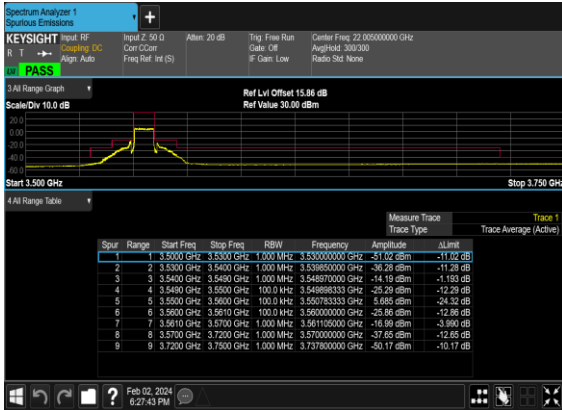 Spectrum Analyzer 1
Spurious Emissions
+
KEYSIGHT
R T
PASS
Input: RF
Coupling: DC
Align: Auto
Input Z: 50 Ω
Corr CCorr
Freq Ref: Int (S)
Atten: 20 dB
Trig: Free Run
Gate: Off
IF Gain: Low
Center Freq: 22.005000000 GHz
Avg|Hold: 300/300
Radio Std: None
3 All Range Graph
Scale/Div 10.0 dB
Ref Lvl Offset 15.86 dB
Ref Value 30.00 dBm
20.0
0.00
-20.0
-40.0
-60.0
Start 3.500 GHz
Stop 3.750 GHz
4 All Range Table
Measure Trace Trace 1
Trace Type Trace Average (Active)
Spur Range Start Freq Stop Freq RBW Frequency Amplitude ΔLimit
1 1 3.5000 GHz 3.5300 GHz 1.000 MHz 3.530000000 GHz -51.02 dBm -11.02 dB
2 2 3.5300 GHz 3.5400 GHz 1.000 MHz 3.539850000 GHz -36.28 dBm -11.28 dB
3 3 3.5400 GHz 3.5490 GHz 1.000 MHz 3.548970000 GHz -14.19 dBm -1.193 dB
4 4 3.5490 GHz 3.5500 GHz 100.0 kHz 3.549898333 GHz -25.29 dBm -12.29 dB
5 5 3.5500 GHz 3.5600 GHz 100.0 kHz 3.550783333 GHz 5.685 dBm -24.32 dB
6 6 3.5600 GHz 3.5610 GHz 100.0 kHz 3.560000000 GHz -25.86 dBm -12.86 dB
7 7 3.5610 GHz 3.5700 GHz 1.000 MHz 3.561105000 GHz -16.99 dBm -3.990 dB
8 8 3.5700 GHz 3.7200 GHz 1.000 MHz 3.570000000 GHz -37.65 dBm -12.65 dB
9 9 3.7200 GHz 3.7500 GHz 1.000 MHz 3.737800000 GHz -50.17 dBm -10.17 dB
?
Feb 02, 2024
6:27:43 PM